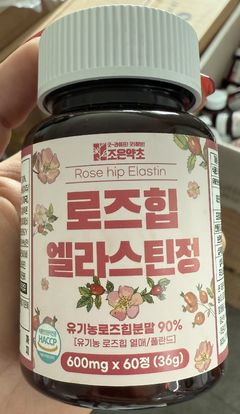 조은약초
Rose hip Elastin
로즈힙
엘라스틴정
유기농로즈힙분말 90%
[유기농 로즈힙 열매/폴란드]
600mg x 60정 (36g)
HACCP